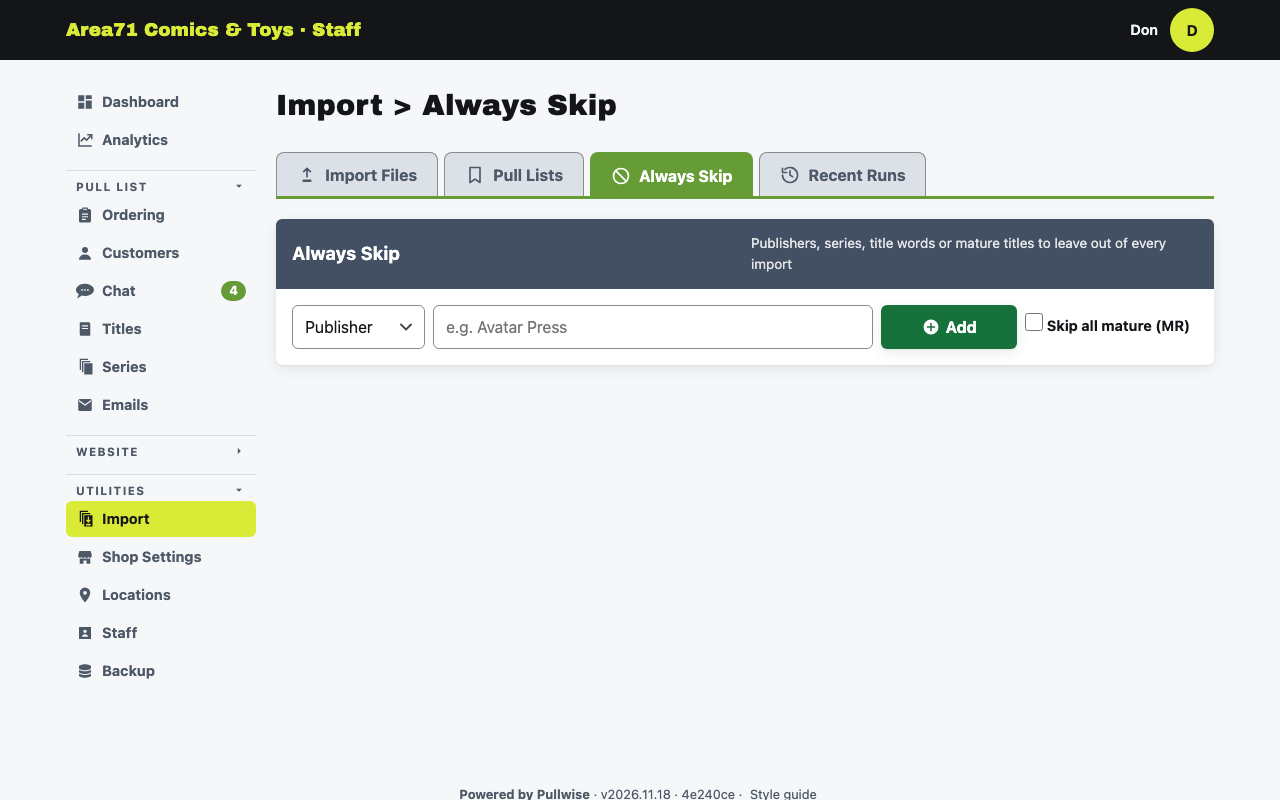 Area71 Comics & Toys · Staff
Don
D
Dashboard
Analytics
PULL LIST
Ordering
Customers
Chat
4
Titles
Series
Emails
WEBSITE
UTILITIES
Import
Shop Settings
Locations
Staff
Backup
Import > Always Skip
Import Files
Pull Lists
Always Skip
Recent Runs
Always Skip
Publishers, series, title words or mature titles to leave out of every
import
Publisher
e.g. Avatar Press
Add
Skip all mature (MR)
Powered by Pullwise · v2026.11.18 · 4e240ce · Style guide